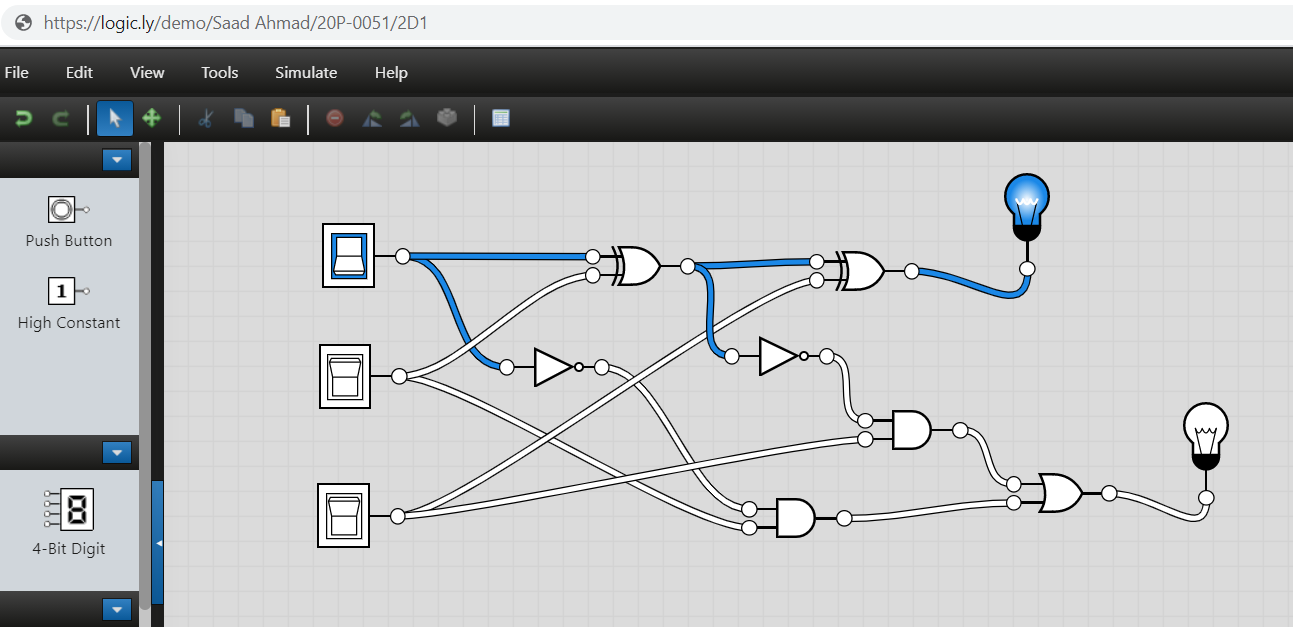 https://logic.ly/demo/Saad Ahmad/20P-0051/2D1
File Edit View Tools Simulate Help
Push Button
1
High Constant
8
4-Bit Digit